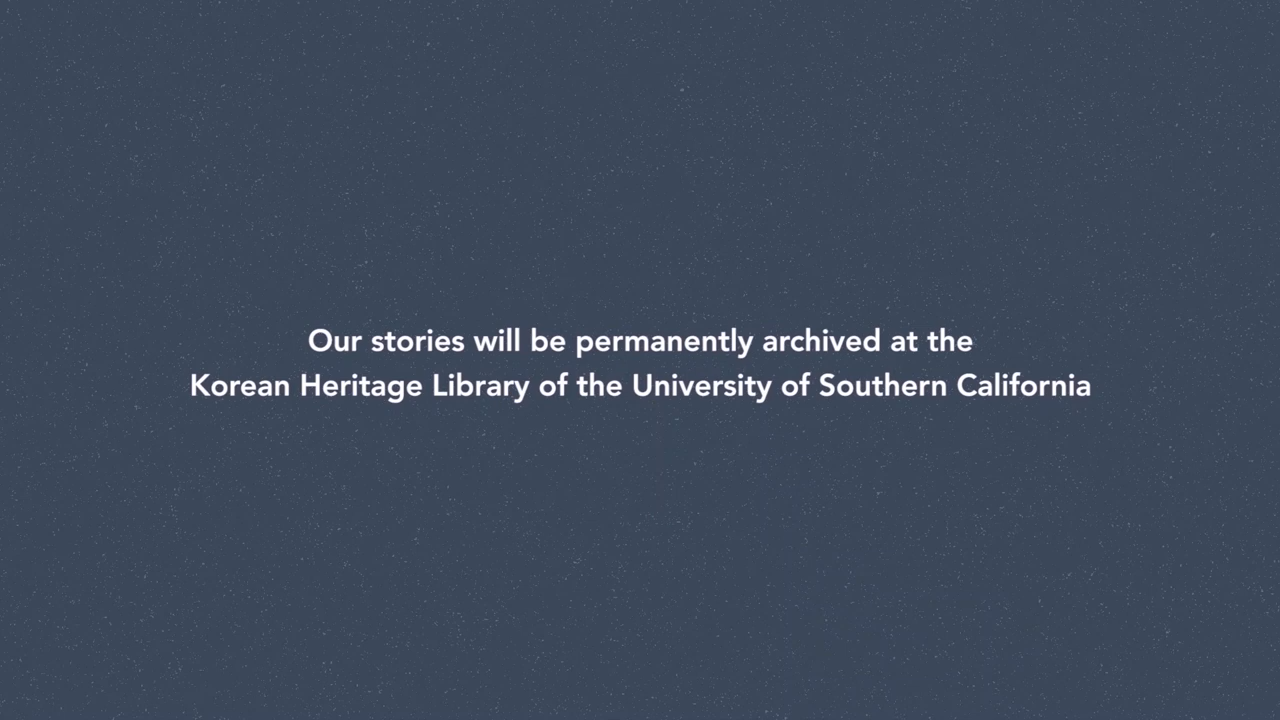 Our stories will be permanently archived at the
Korean Heritage Library of the University of Southern California